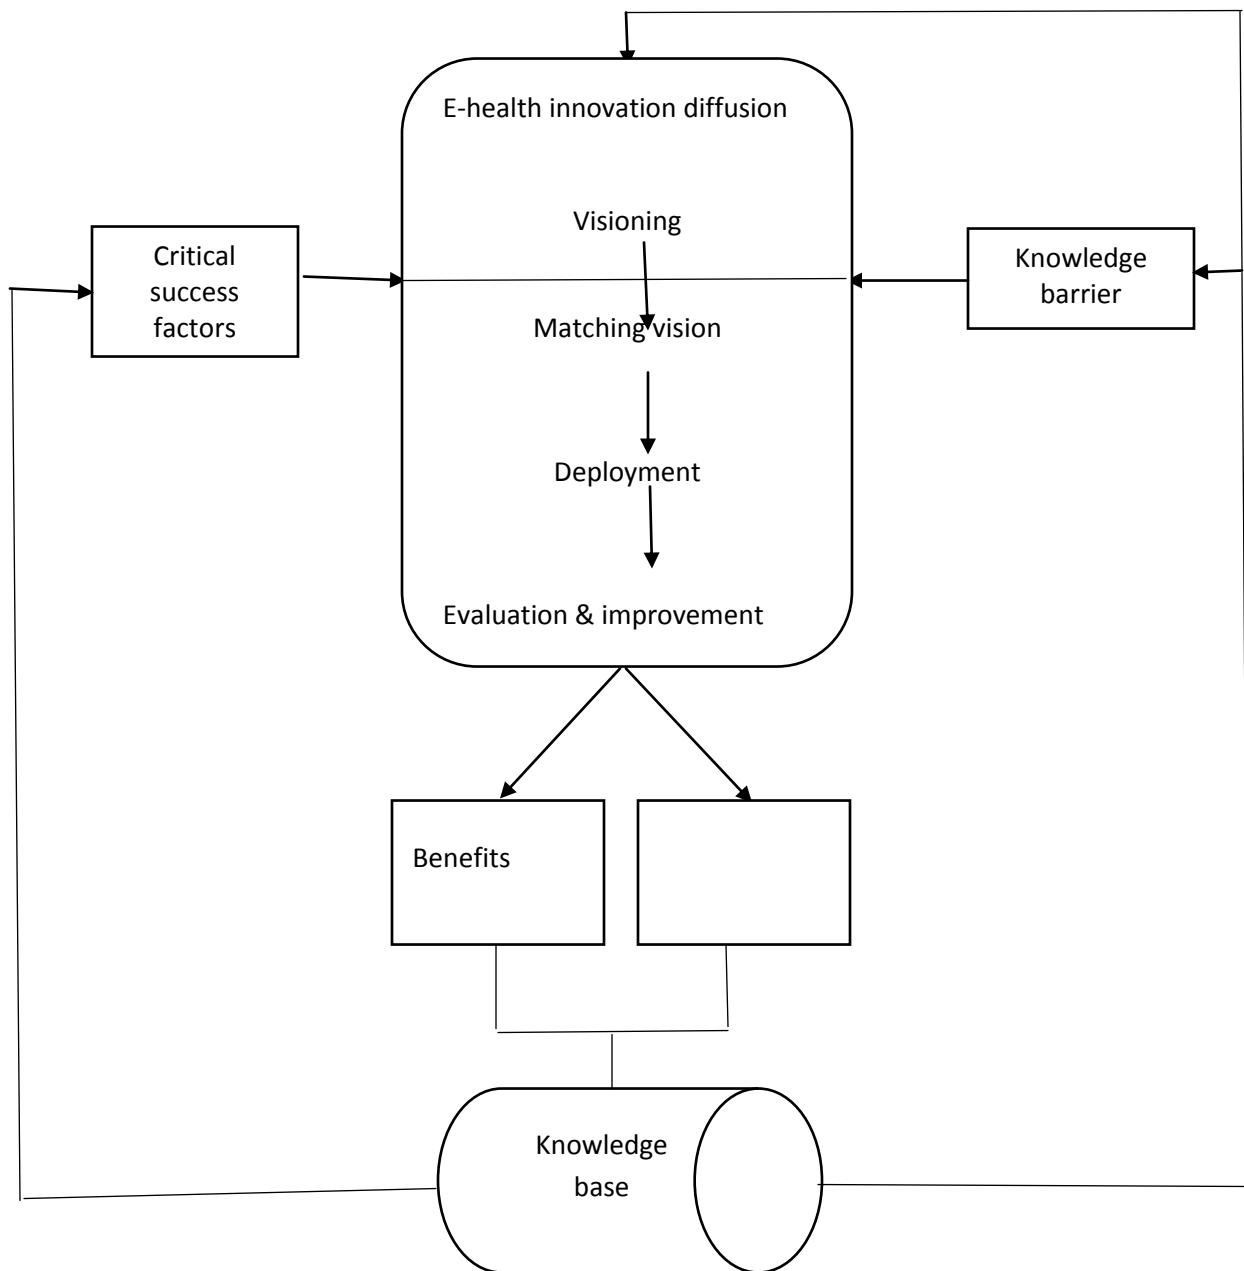 E-health innovation diffusion
Visioning
Critical
success
factors
Knowledge
barrier
Matching vision
Deployment
Evaluation & improvement
Benefits
Knowledge
base